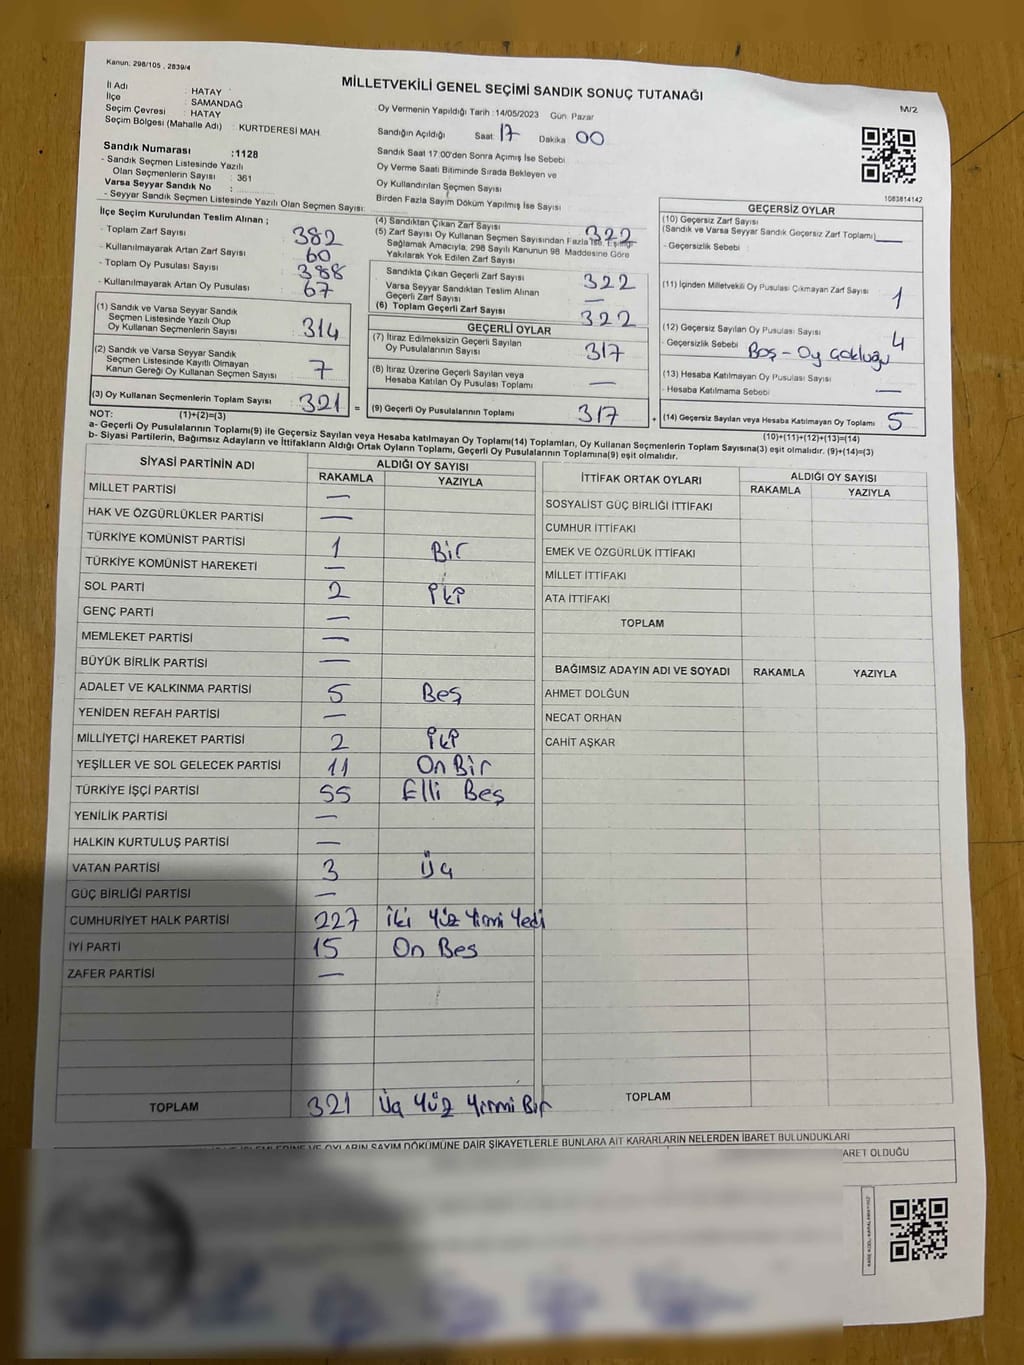 Kanun: 298/105 , 2839/4
MİLLETVEKİLİ GENEL SEÇİMİ SANDIK SONUÇ TUTANAĞI
M/2
İl Adı : HATAY
İlçe : SAMANDAĞ
Seçim Çevresi : HATAY
Seçim Bölgesi (Mahalle Adı) : KURTDERESİ MAH.
Oy Vermenin Yapıldığı Tarih :14/05/2023 Gün: Pazar
Sandığın Açıldığı Saat: 17 Dakika 00
Sandık Saat 17.00'den Sonra Açımış İse Sebebi
Oy Verme Saati Bitiminde Sırada Bekleyen ve
Oy Kullandırılan Seçmen Sayısı
Birden Fazla Sayım Döküm Yapılmış İse Sayısı
Sandık Numarası :1128
- Sandık Seçmen Listesinde Yazılı
Olan Seçmenlerin Sayısı : 361
Varsa Seyyar Sandık No :
- Seyyar Sandık Seçmen Listesinde Yazılı Olan Seçmen Sayısı:
1083814142
İlçe Seçim Kurulundan Teslim Alınan ;
- Toplam Zarf Sayısı 382
- Kullanılmayarak Artan Zarf Sayısı 60
- Toplam Oy Pusulası Sayısı 388
- Kullanılmayarak Artan Oy Pusulası 67
(1) Sandık ve Varsa Seyyar Sandık
Seçmen Listesinde Yazılı Olup
Oy Kullanan Seçmenlerin Sayısı 314
(2) Sandık ve Varsa Seyyar Sandık
Seçmen Listesinde Kayıtlı Olmayan
Kanun Gereği Oy Kullanan Seçmen Sayısı 7
(3) Oy Kullanan Seçmenlerin Toplam Sayısı 321 =
(4) Sandıktan Çıkan Zarf Sayısı 322
(5) Zarf Sayısı Oy Kullanan Seçmen Sayısından Fazla İse, Eşitliği
Sağlamak Amacıyla, 298 Sayılı Kanunun 98. Maddesine Göre
Yakılarak Yok Edilen Zarf Sayısı
Sandıkta Çıkan Geçerli Zarf Sayısı 322
Varsa Seyyar Sandıktan Teslim Alınan
Geçerli Zarf Sayısı —
(6) Toplam Geçerli Zarf Sayısı 322
GEÇERLİ OYLAR
(7) İtiraz Edilmeksizin Geçerli Sayılan
Oy Pusulalarının Sayısı 317
(8) İtiraz Üzerine Geçerli Sayılan veya
Hesaba Katılan Oy Pusulası Toplamı —
(9) Geçerli Oy Pusulalarının Toplamı 317 +
GEÇERSİZ OYLAR
(10) Geçersiz Zarf Sayısı
(Sandık ve Varsa Seyyar Sandık Geçersiz Zarf Toplamı) —
- Geçersizlik Sebebi :
(11) İçinden Milletvekili Oy Pusulası Çıkmayan Zarf Sayısı 1
(12) Geçersiz Sayılan Oy Pusulası Sayısı 4
- Geçersizlik Sebebi Boş - Oy Çokluğu
(13) Hesaba Katılmayan Oy Pusulası Sayısı
- Hesaba Katılmama Sebebi : —
(14) Geçersiz Sayılan veya Hesaba Katılmayan Oy Toplamı 5
NOT: (1)+(2)=(3)
(10)+(11)+(12)+(13)=(14)
a- Geçerli Oy Pusulalarının Toplamı(9) ile Geçersiz Sayılan veya Hesaba katılmayan Oy Toplamı(14) Toplamları, Oy Kullanan Seçmenlerin Toplam Sayısına(3) eşit olmalıdır. (9)+(14)=(3)
b- Siyasi Partilerin, Bağımsız Adayların ve İttifakların Aldığı Ortak Oyların Toplamı, Geçerli Oy Pusulalarının Toplamına(9) eşit olmalıdır.
SİYASİ PARTİNİN ADI
ALDIĞI OY SAYISI
RAKAMLA YAZIYLA
MİLLET PARTİSİ —
HAK VE ÖZGÜRLÜKLER PARTİSİ —
TÜRKİYE KOMÜNİST PARTİSİ 1 Bir
TÜRKİYE KOMÜNİST HAREKETİ —
SOL PARTİ 2 İki
GENÇ PARTİ —
MEMLEKET PARTİSİ —
BÜYÜK BİRLİK PARTİSİ —
ADALET VE KALKINMA PARTİSİ 5 Beş
YENİDEN REFAH PARTİSİ —
MİLLİYETÇİ HAREKET PARTİSİ 2 İki
YEŞİLLER VE SOL GELECEK PARTİSİ 11 On Bir
TÜRKİYE İŞÇİ PARTİSİ 55 Elli Beş
YENİLİK PARTİSİ —
HALKIN KURTULUŞ PARTİSİ —
VATAN PARTİSİ 3 Üç
GÜÇ BİRLİĞİ PARTİSİ —
CUMHURİYET HALK PARTİSİ 227 İki Yüz Yirmi Yedi
İYİ PARTİ 15 On Beş
ZAFER PARTİSİ —
TOPLAM 321 Üç Yüz Yirmi Bir
İTTİFAK ORTAK OYLARI
ALDIĞI OY SAYISI
RAKAMLA YAZIYLA
SOSYALİST GÜÇ BİRLİĞİ İTTİFAKI
CUMHUR İTTİFAKI
EMEK VE ÖZGÜRLÜK İTTİFAKI
MİLLET İTTİFAKI
ATA İTTİFAKI
TOPLAM
BAĞIMSIZ ADAYIN ADI VE SOYADI RAKAMLA YAZIYLA
AHMET DOLĞUN
NECAT ORHAN
CAHİT AŞKAR
TOPLAM
OYLARIN SAYIM DÖKÜMÜNE DAİR ŞİKAYETLERLE BUNLARA AİT KARARLARIN NELERDEN İBARET BULUNDUKLARI
OLDUĞU